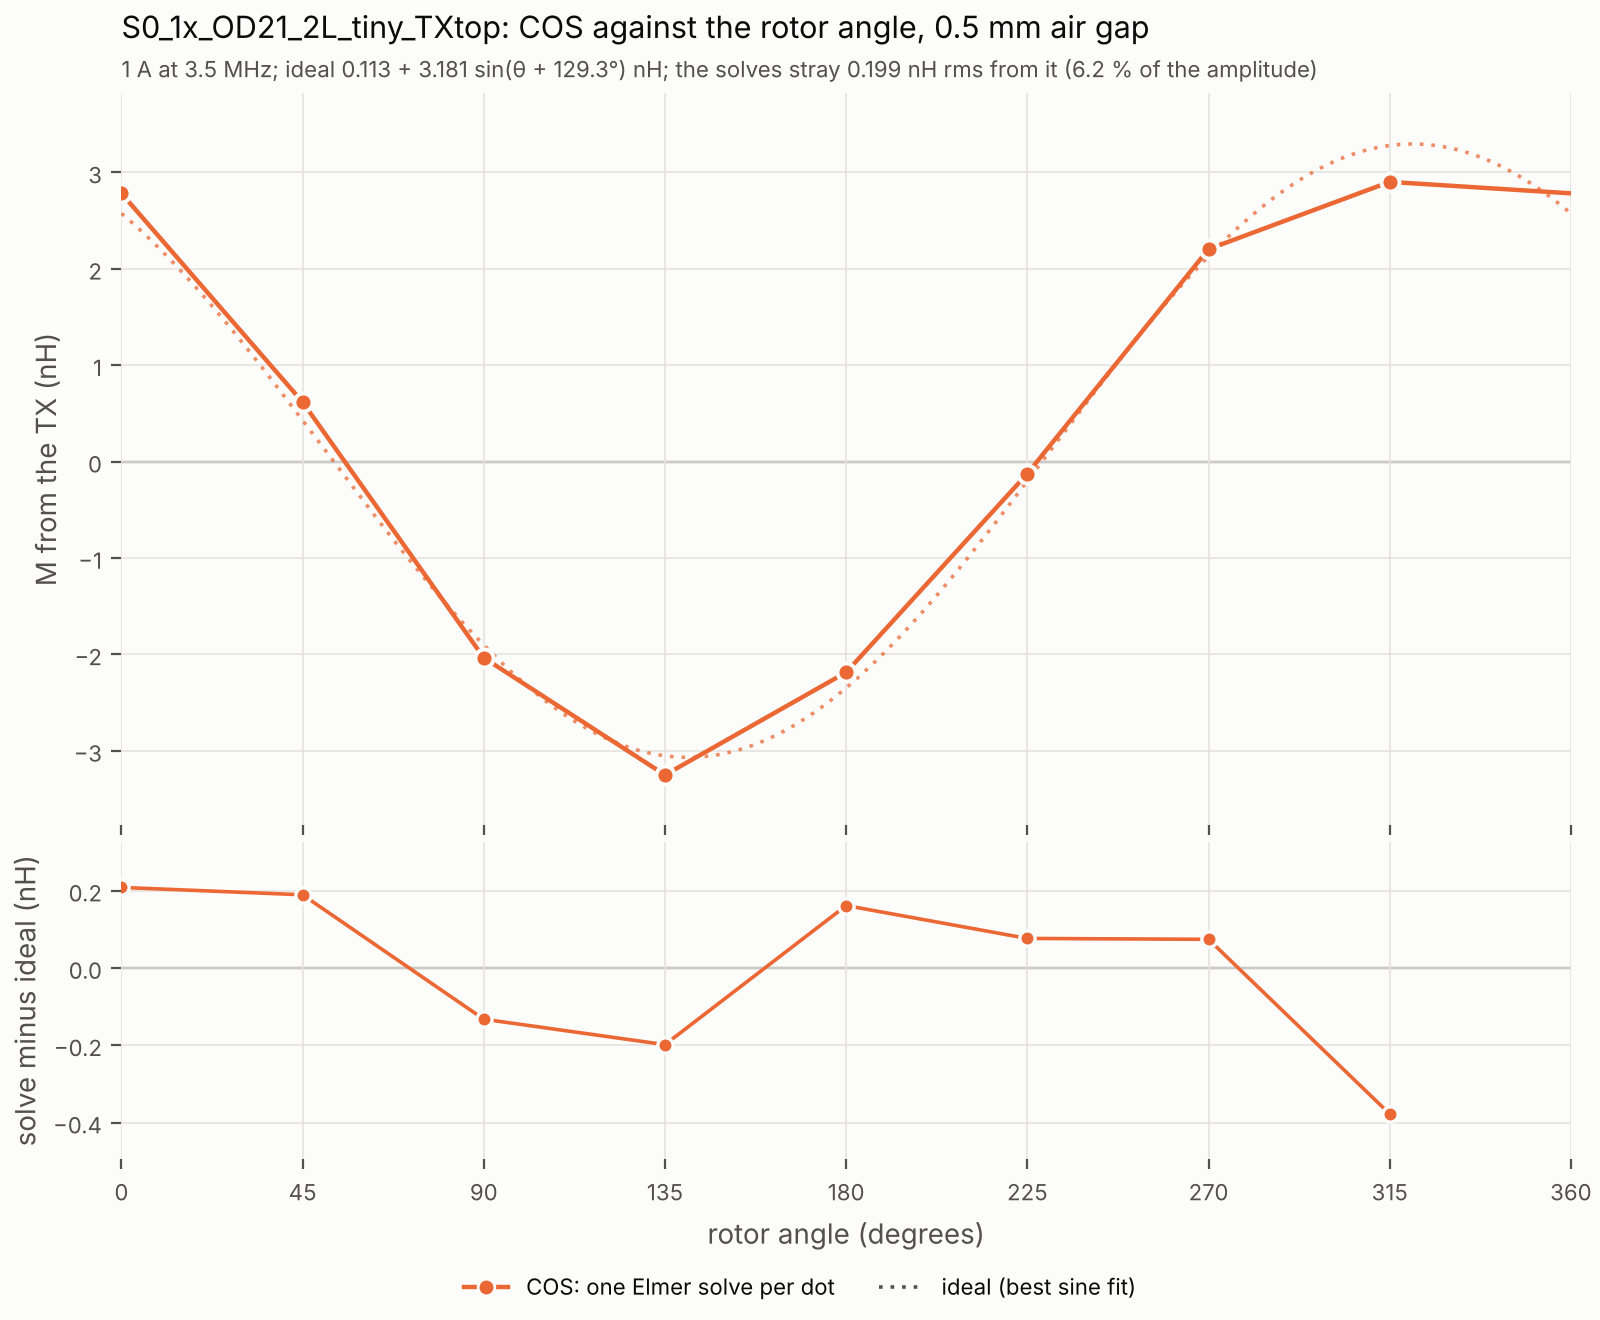 S0_1x_OD21_2L_tiny_TXtop: COS against the rotor angle, 0.5 mm air gap
1 A at 3.5 MHz; ideal 0.113 + 3.181 sin(θ + 129.3°) nH; the solves stray 0.199 nH rms from it (6.2 % of the amplitude)
M from the TX (nH)
3
2
1
0
−1
−2
−3
solve minus ideal (nH)
0.2
0.0
−0.2
−0.4
0 45 90 135 180 225 270 315 360
rotor angle (degrees)
COS: one Elmer solve per dot ideal (best sine fit)